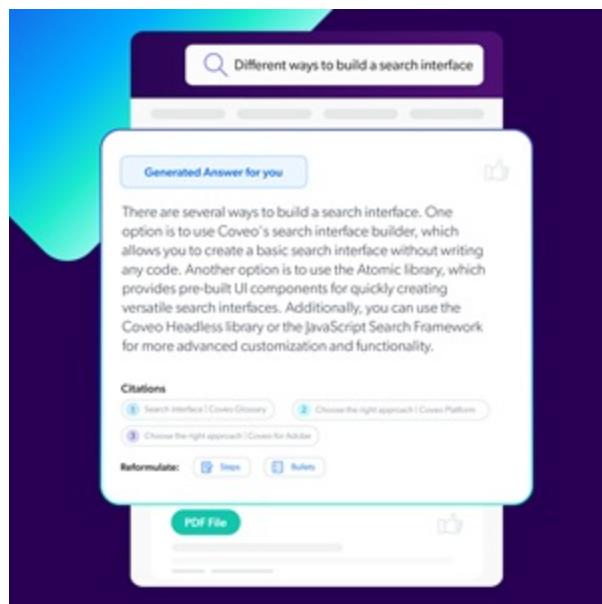 Different ways to build a search interface
Generated Answer for you
There are several ways to build a search interface. One
option is to use Coveo's search interface builder, which
allows you to create a basic search interface without writing
any code. Another option is to use the Atomic library, which
provides pre-built UI components for quickly creating
versatile search interfaces. Additionally, you can use the
Coveo Headless library or the JavaScript Search Framework
for more advanced customization and functionality.
Citations
1 Search interface | Coveo Glossary
2 Choose the right approach | Coveo Platform
3 Choose the right approach | Coveo for Adobe
Reformulate: Steps Bullets
PDF File